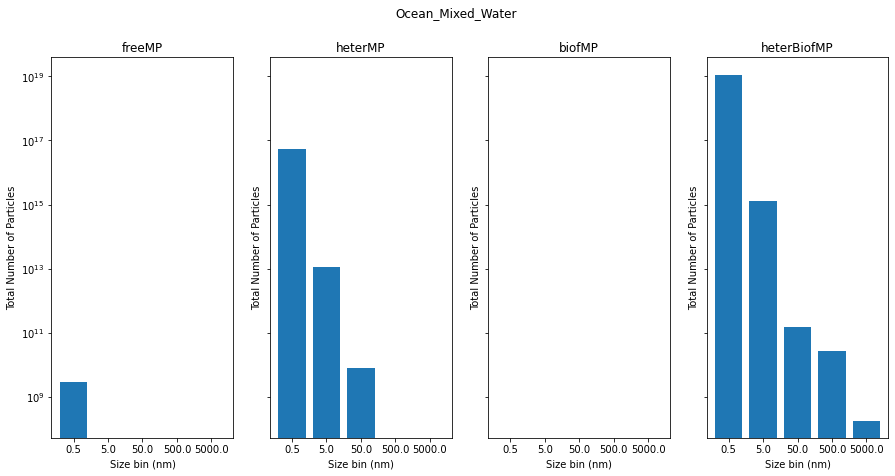 Ocean_Mixed_Water
freeMP
heterMP
biofMP
heterBiofMP
Total Number of Particles
10^19
10^17
10^15
10^13
10^11
10^9
0.5 5.0 50.0 500.0 5000.0
Size bin (nm)
Total Number of Particles
0.5 5.0 50.0 500.0 5000.0
Size bin (nm)
Total Number of Particles
0.5 5.0 50.0 500.0 5000.0
Size bin (nm)
Total Number of Particles
0.5 5.0 50.0 500.0 5000.0
Size bin (nm)